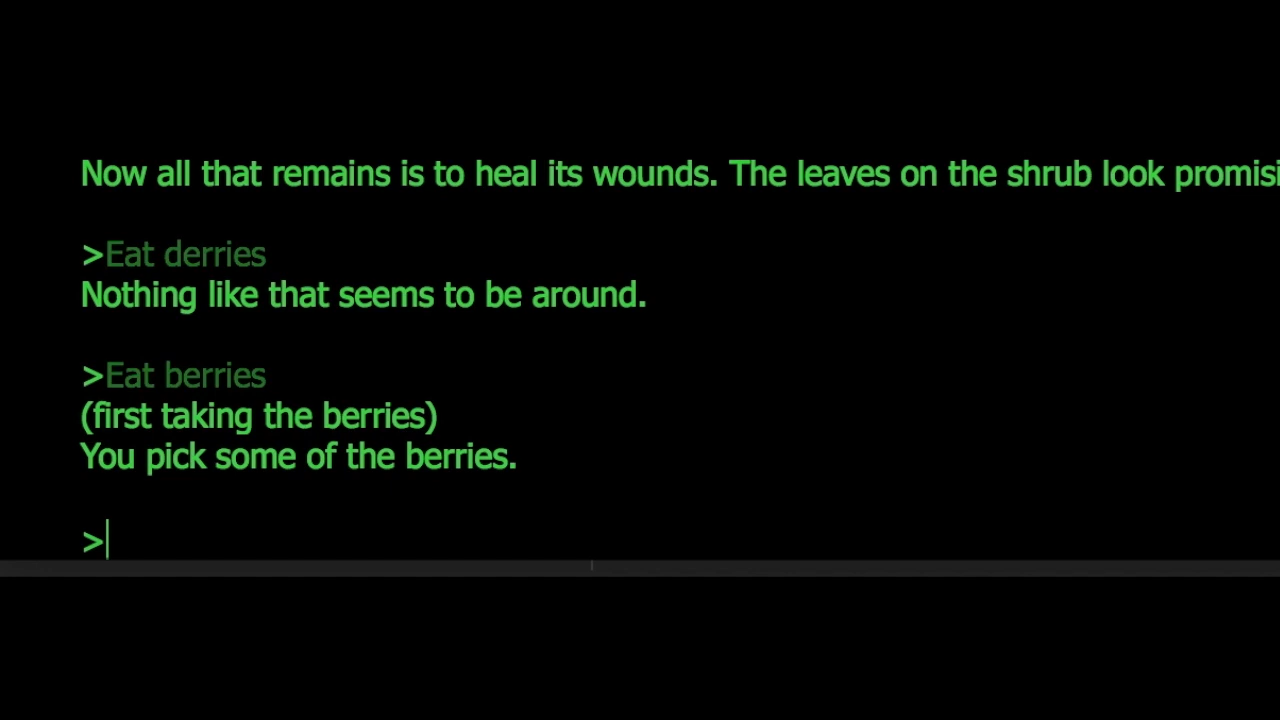 Now all that remains is to heal its wounds. The leaves on the shrub look
>Eat derries
Nothing like that seems to be around.
>Eat berries
(first taking the berries)
You pick some of the berries.
>